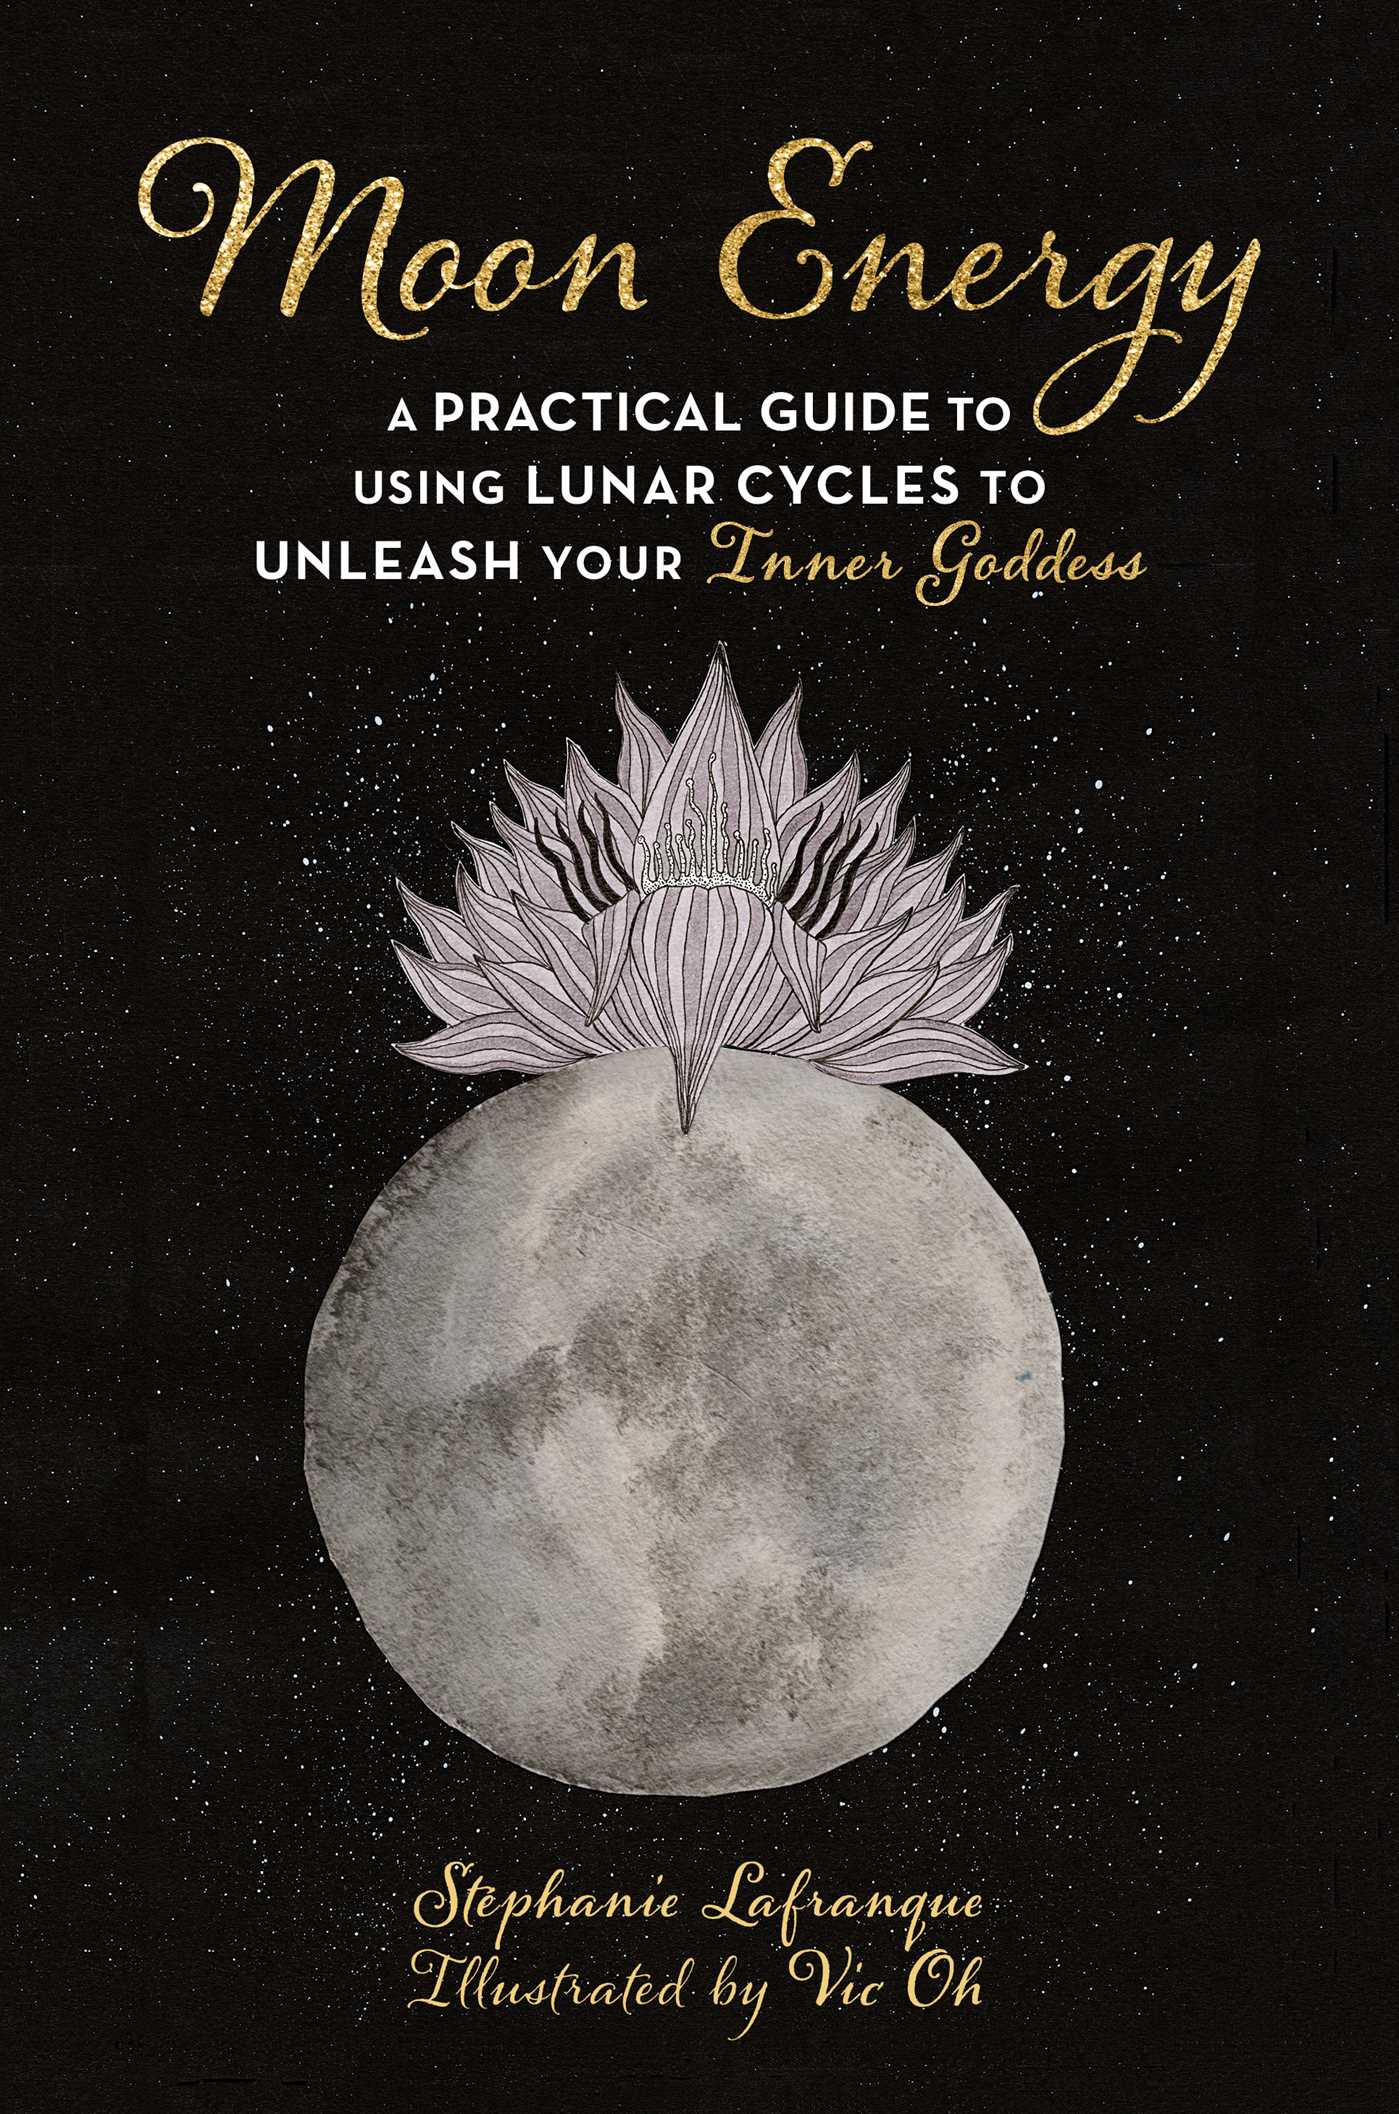 Moon Energy
A PRACTICAL GUIDE TO
USING LUNAR CYCLES TO
UNLEASH YOUR Inner Goddess
Stéphanie Lafranque
Illustrated by Vic Oh